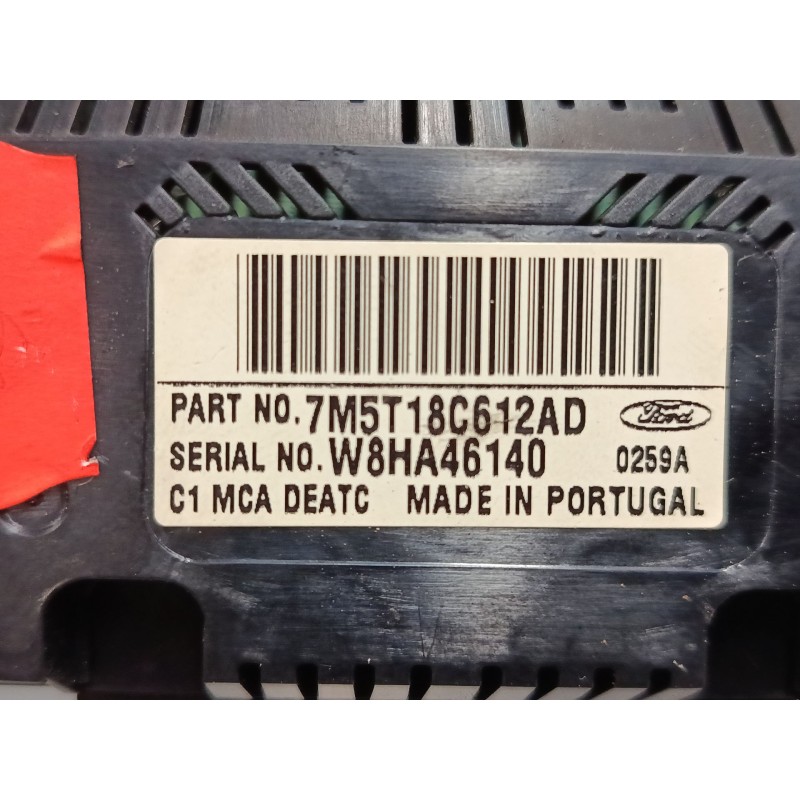 PART NO. 7M5T18C612AD Ford
SERIAL NO. W8HA46140 0259A
C1 MCA DEATC MADE IN PORTUGAL